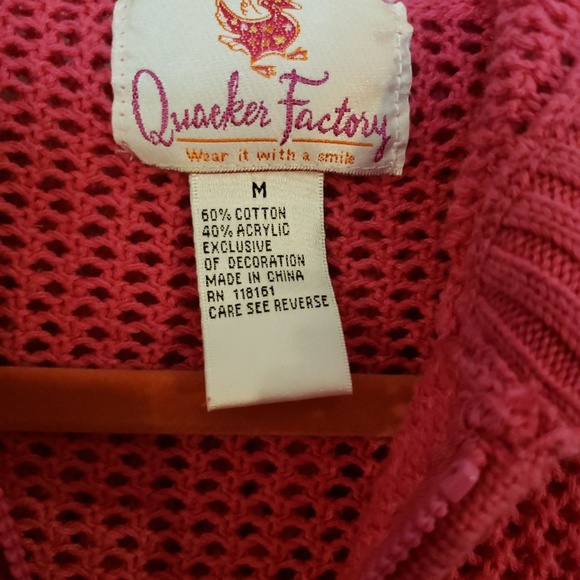 Quacker Factory
Wear it with a smile
M
60% COTTON
40% ACRYLIC
EXCLUSIVE
OF DECORATION
MADE IN CHINA
RN 118161
CARE SEE REVERSE